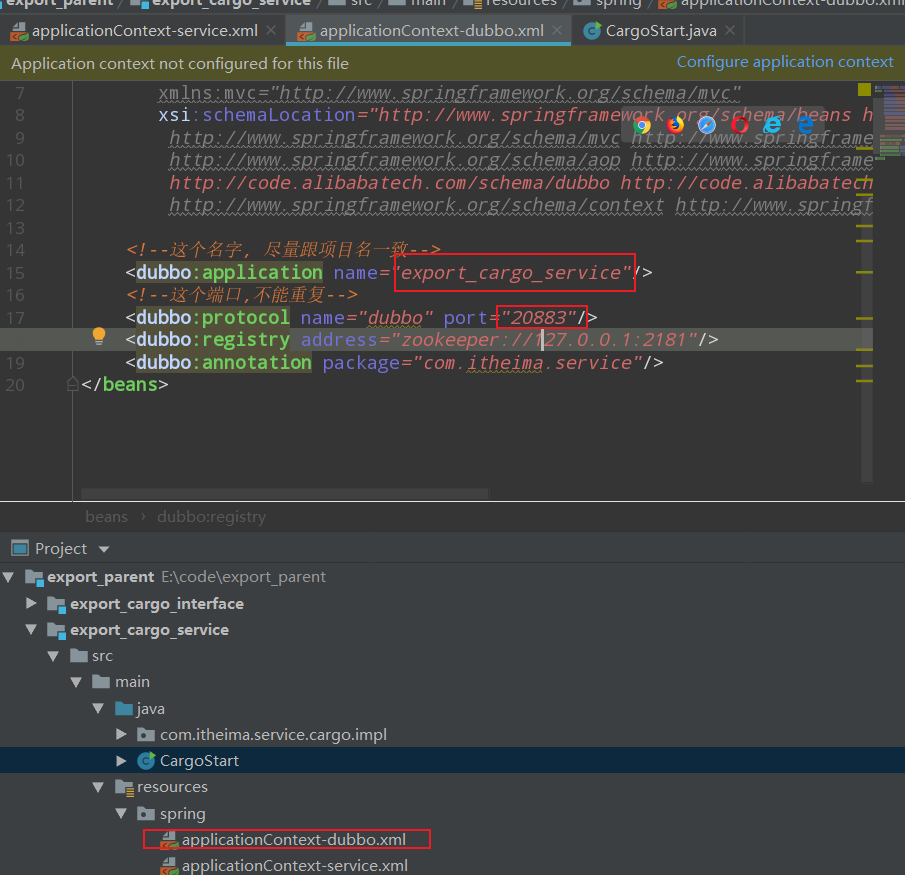 export_parent / export_cargo_service / src / main / resources / spring / applicationContext-dubbo.xml
applicationContext-service.xml × applicationContext-dubbo.xml × CargoStart.java ×
Application context not configured for this file Configure application context
7 xmlns:mvc="http://www.springframework.org/schema/mvc"
8 xsi:schemaLocation="http://www.springframework.org/schema/beans h
9 http://www.springframework.org/schema/mvc http://www.springframe
10 http://www.springframework.org/schema/aop http://www.springframe
11 http://code.alibabatech.com/schema/dubbo http://code.alibabatech
12 http://www.springframework.org/schema/context http://www.springf
13
14 <!--这个名字, 尽量跟项目名一致-->
15 <dubbo:application name="export_cargo_service"/>
16 <!--这个端口,不能重复-->
17 <dubbo:protocol name="dubbo" port="20883"/>
<dubbo:registry address="zookeeper://127.0.0.1:2181"/>
19 <dubbo:annotation package="com.itheima.service"/>
20 </beans>
beans › dubbo:registry
Project
export_parent E:\code\export_parent
export_cargo_interface
export_cargo_service
src
main
java
com.itheima.service.cargo.impl
CargoStart
resources
spring
applicationContext-dubbo.xml
applicationContext-service.xml